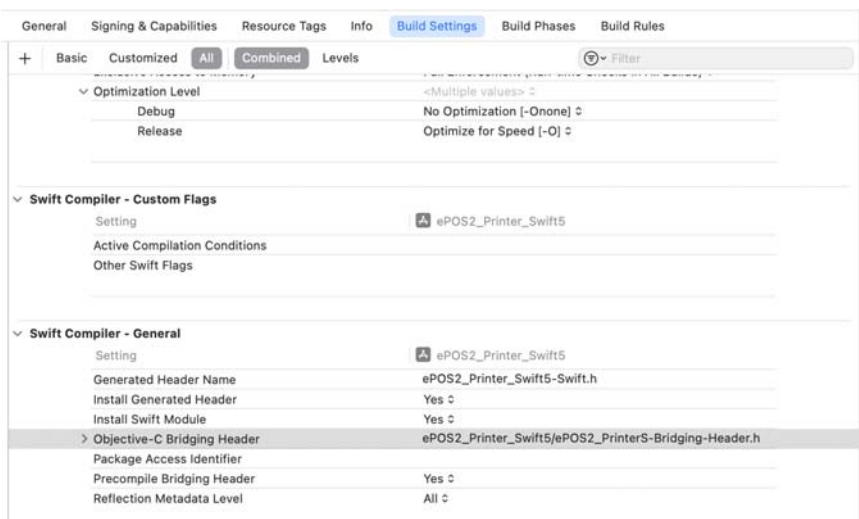 General Signing & Capabilities Resource Tags Info Build Settings Build Phases Build Rules
+ Basic Customized All Combined Levels Filter
Optimization Level <Multiple values>
Debug No Optimization [-Onone]
Release Optimize for Speed [-O]
Swift Compiler - Custom Flags
Setting ePOS2_Printer_Swift5
Active Compilation Conditions
Other Swift Flags
Swift Compiler - General
Setting ePOS2_Printer_Swift5
Generated Header Name ePOS2_Printer_Swift5-Swift.h
Install Generated Header Yes
Install Swift Module Yes
Objective-C Bridging Header ePOS2_Printer_Swift5/ePOS2_PrinterS-Bridging-Header.h
Package Access Identifier
Precompile Bridging Header Yes
Reflection Metadata Level All